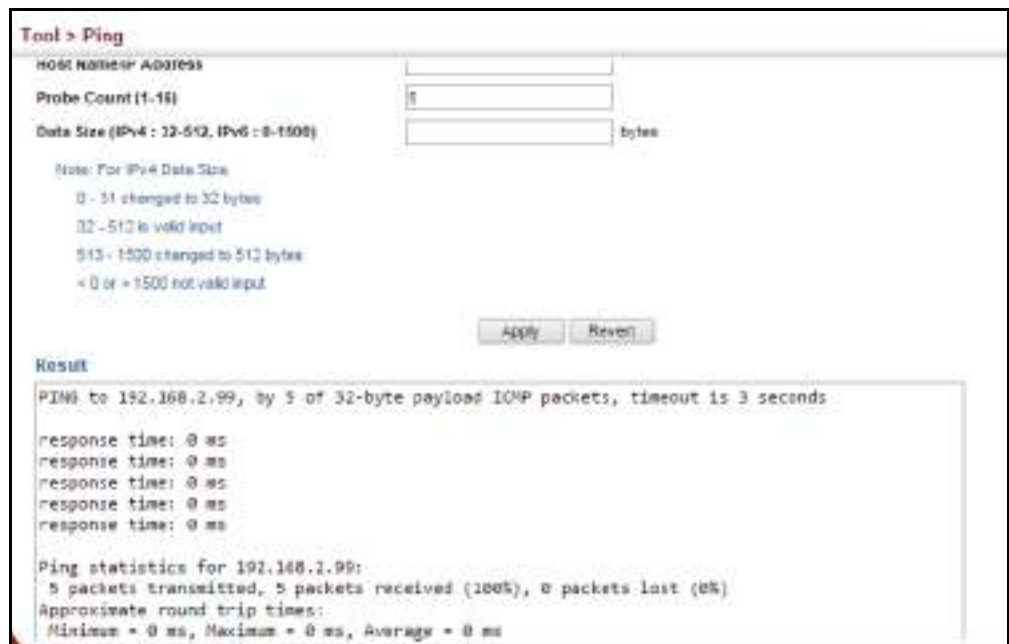 Tool > Ping
Host Name/IP Address
Probe Count (1-16) 5
Data Size (IPv4 : 32-512, IPv6 : 0-1500) bytes
Note: For IPv4 Data Size
0 - 31 changed to 32 bytes
32 - 512 is valid input
513 - 1500 changed to 512 bytes
< 0 or > 1500 not valid input
Apply Revert
Result
PING to 192.168.2.99, by 5 of 32-byte payload ICMP packets, timeout is 3 seconds
response time: 0 ms
response time: 0 ms
response time: 0 ms
response time: 0 ms
response time: 0 ms
Ping statistics for 192.168.2.99:
5 packets transmitted, 5 packets received (100%), 0 packets lost (0%)
Approximate round trip times:
Minimum = 0 ms, Maximum = 0 ms, Average = 0 ms